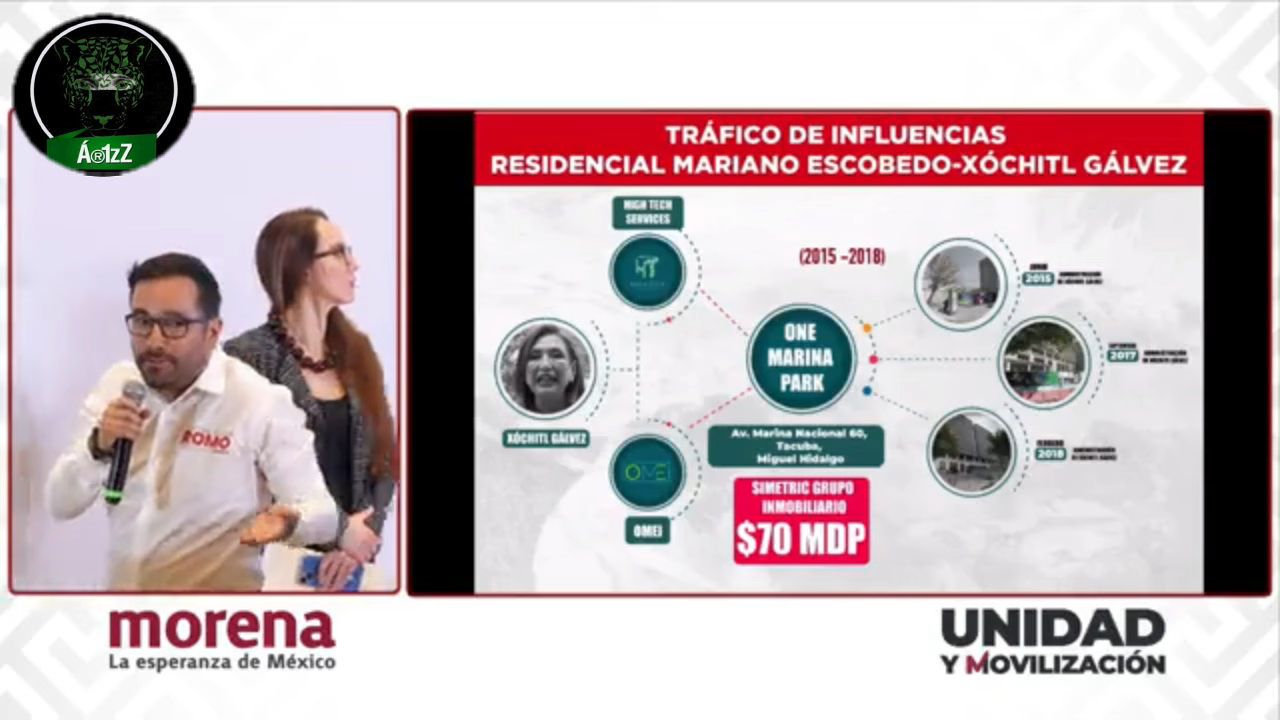 Á®1zZ
TRÁFICO DE INFLUENCIAS
RESIDENCIAL MARIANO ESCOBEDO-XÓCHITL GÁLVEZ
HIGH TECH
SERVICES
(2015 -2018)
2015
ONE
MARINA
PARK
2017
XÓCHITL GÁLVEZ
Av. Marina Nacional 60,
Tacuba,
Miguel Hidalgo
2018
OMEI
OMEI
SIMETRIC GRUPO
INMOBILIARIO
$70 MDP
ROMO
morena
La esperanza de México
UNIDAD
Y MOVILIZACIÓN